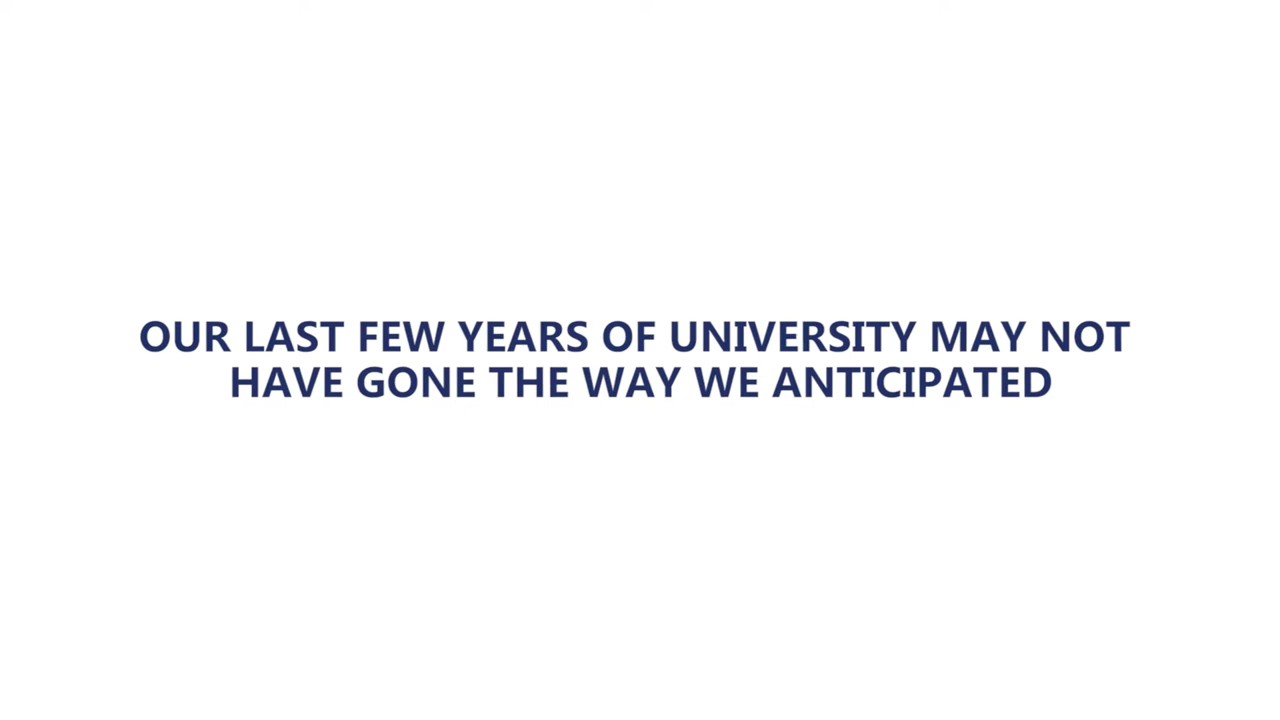 OUR LAST FEW YEARS OF UNIVERSITY MAY NOT
HAVE GONE THE WAY WE ANTICIPATED